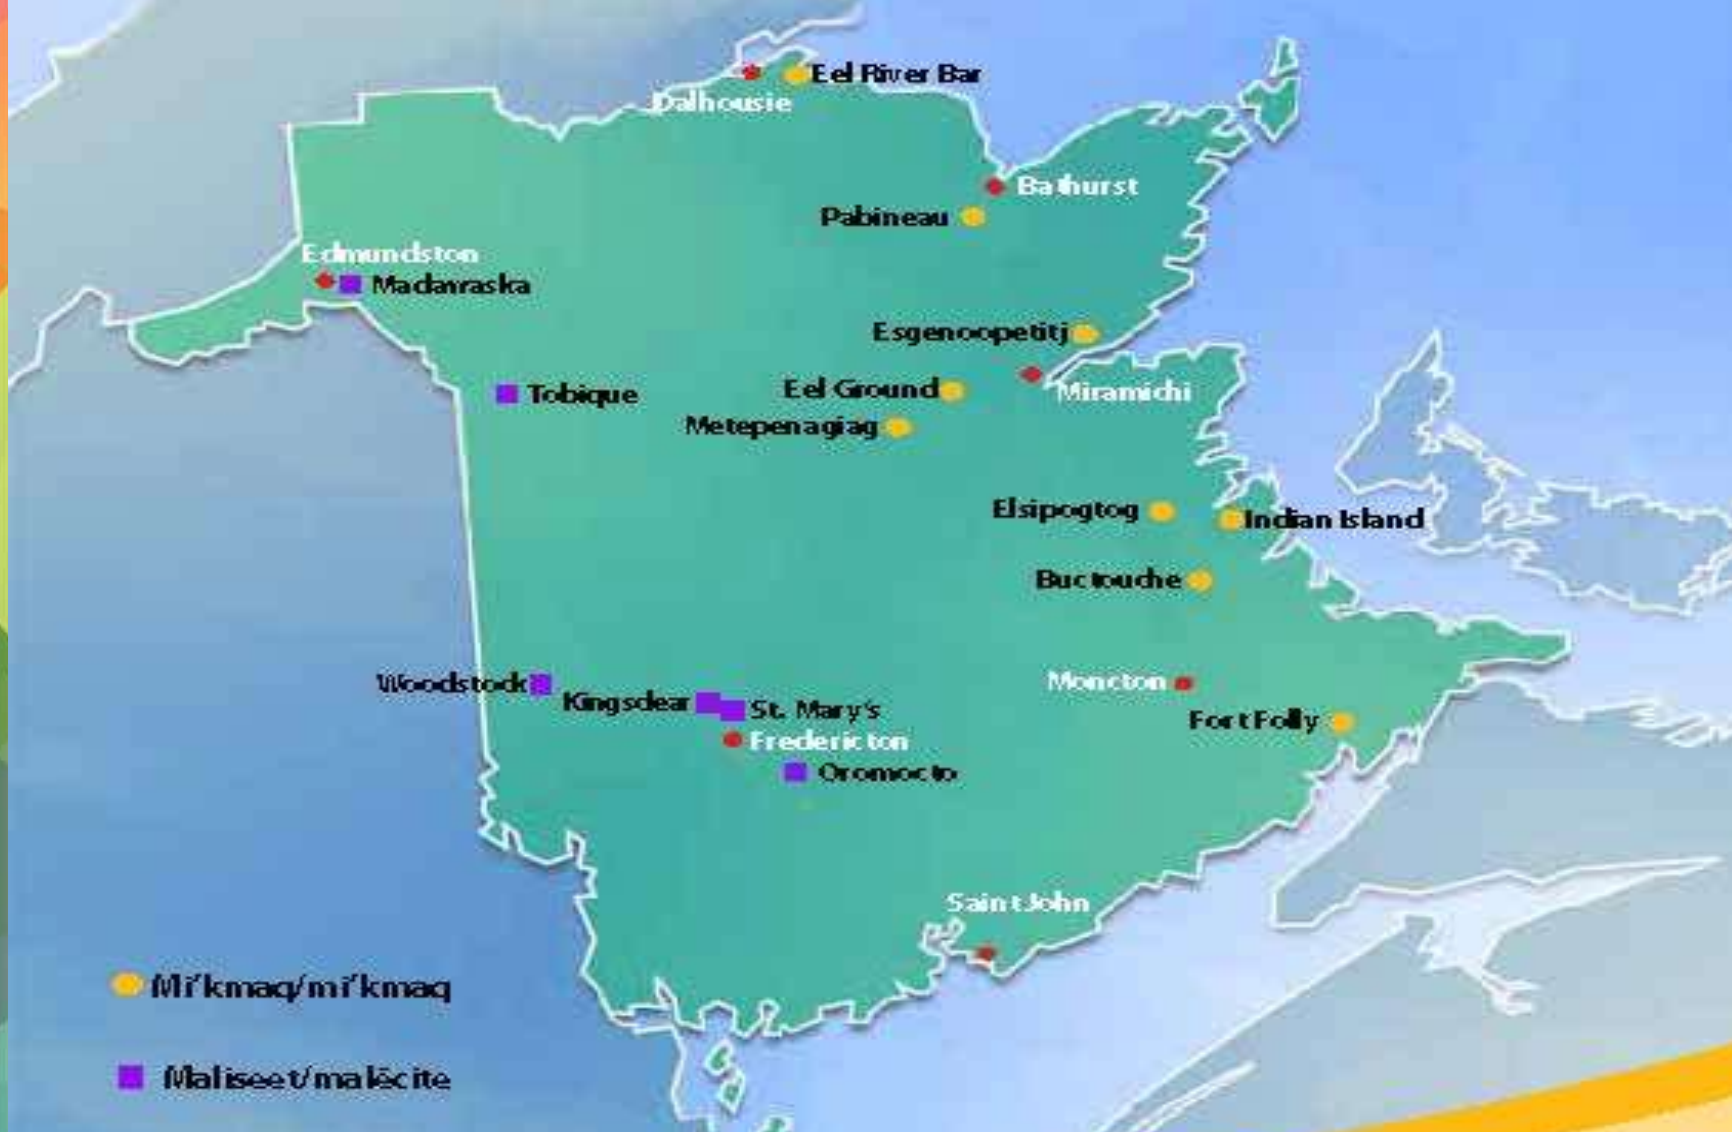 Eel River Bar
Dalhousie
Bathurst
Pabineau
Edmundston
Madawaska
Esgenoopetitj
Eel Ground
Miramichi
Tobique
Metepenagiag
Elsipogtog
Indian Island
Buctouche
Woodstock
Kingsclear
St. Mary's
Moncton
Fort Folly
Fredericton
Oromocto
Saint John
Mi'kmaq/mi'kmaq
Maliseet/malécite